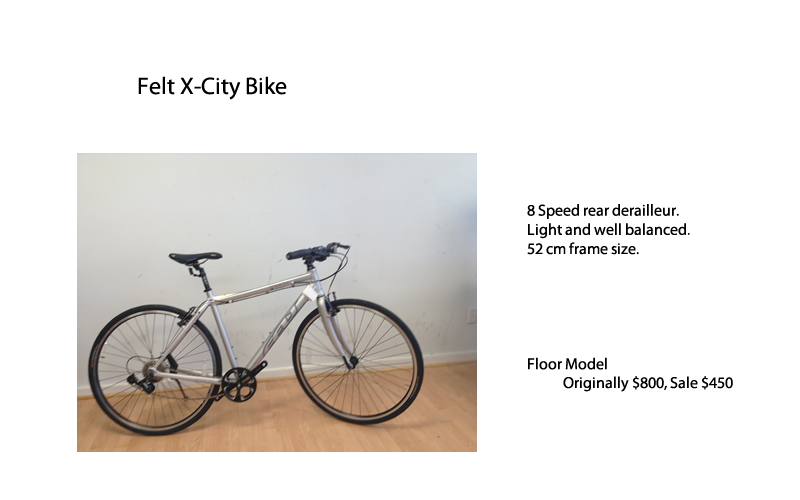 Felt X-City Bike
8 Speed rear derailleur.
Light and well balanced.
52 cm frame size.
Floor Model
Originally $800, Sale $450